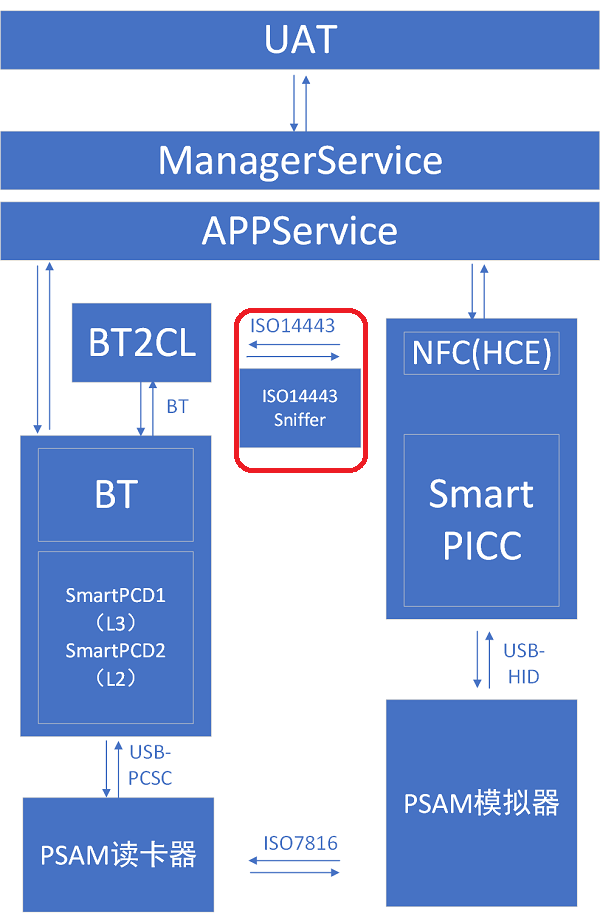 UAT
ManagerService
APPService
BT2CL
ISO14443
NFC(HCE)
ISO14443
Sniffer
BT
BT
Smart
PICC
SmartPCD1
（L3）
SmartPCD2
（L2）
USB-
HID
USB-
PCSC
PSAM模拟器
PSAM读卡器
ISO7816